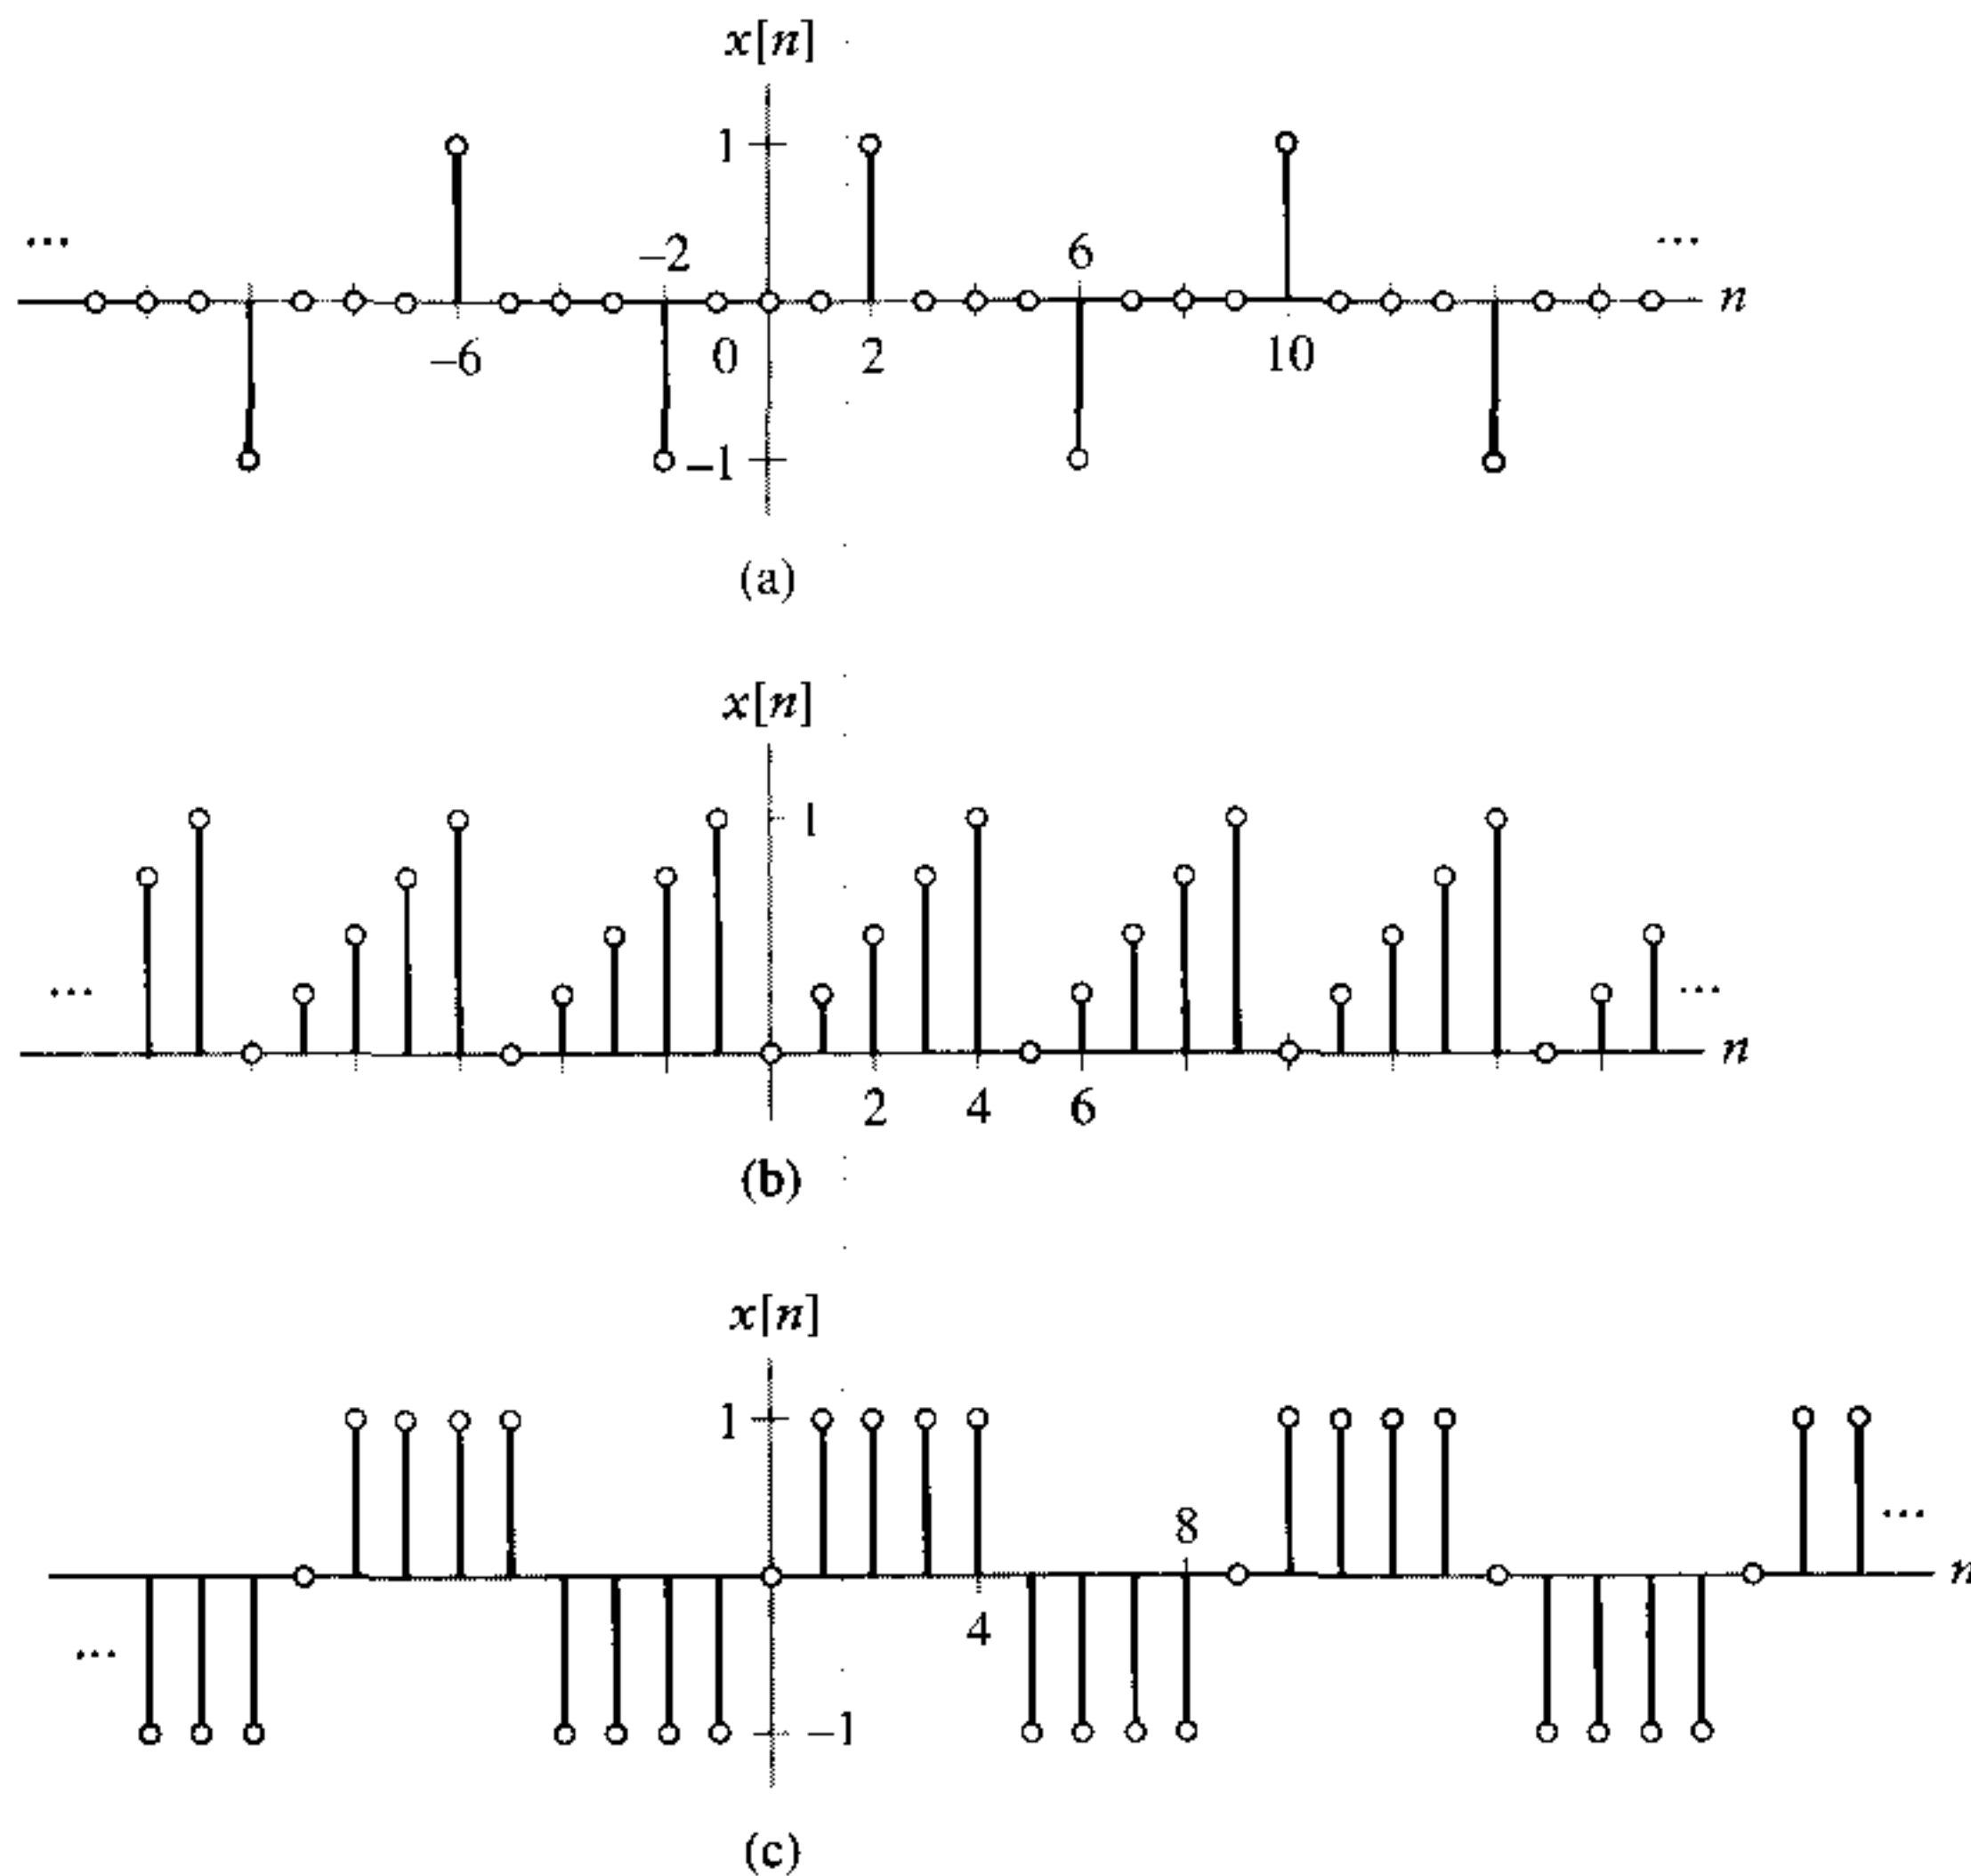 x[n]
1
... –2 6 ...
n
–6 0 2 10
–1
(a)
x[n]
1
... ...
n
2 4 6
(b)
x[n]
1
8 ...
n
... 4
–1
(c)